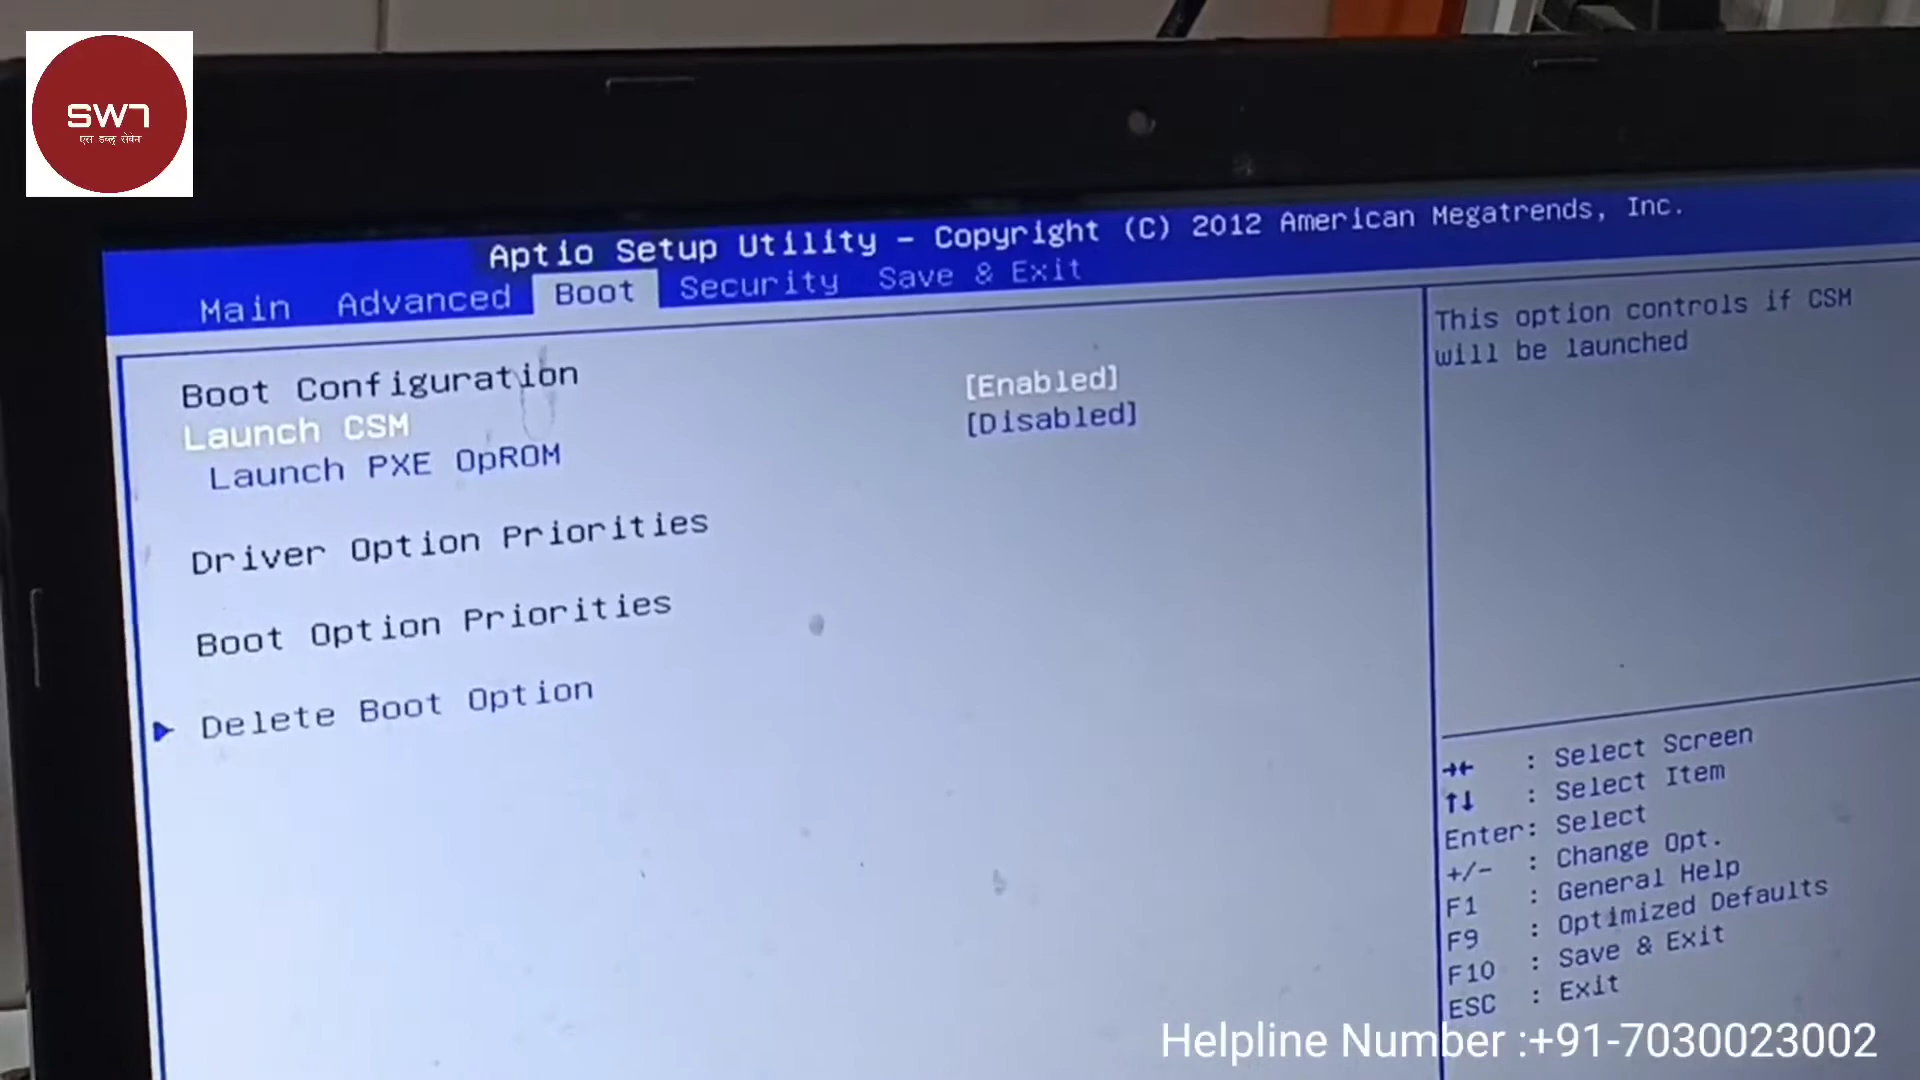 SW7
एस डब्लू सेवेन
Aptio Setup Utility - Copyright (C) 2012 American Megatrends, Inc.
Main Advanced Boot Security Save & Exit
Boot Configuration
Launch CSM [Enabled]
Launch PXE OpROM [Disabled]
Driver Option Priorities
Boot Option Priorities
Delete Boot Option
This option controls if CSM
will be launched
→← : Select Screen
↑↓ : Select Item
Enter: Select
+/- : Change Opt.
F1 : General Help
F9 : Optimized Defaults
F10 : Save & Exit
ESC : Exit
Helpline Number :+91-7030023002